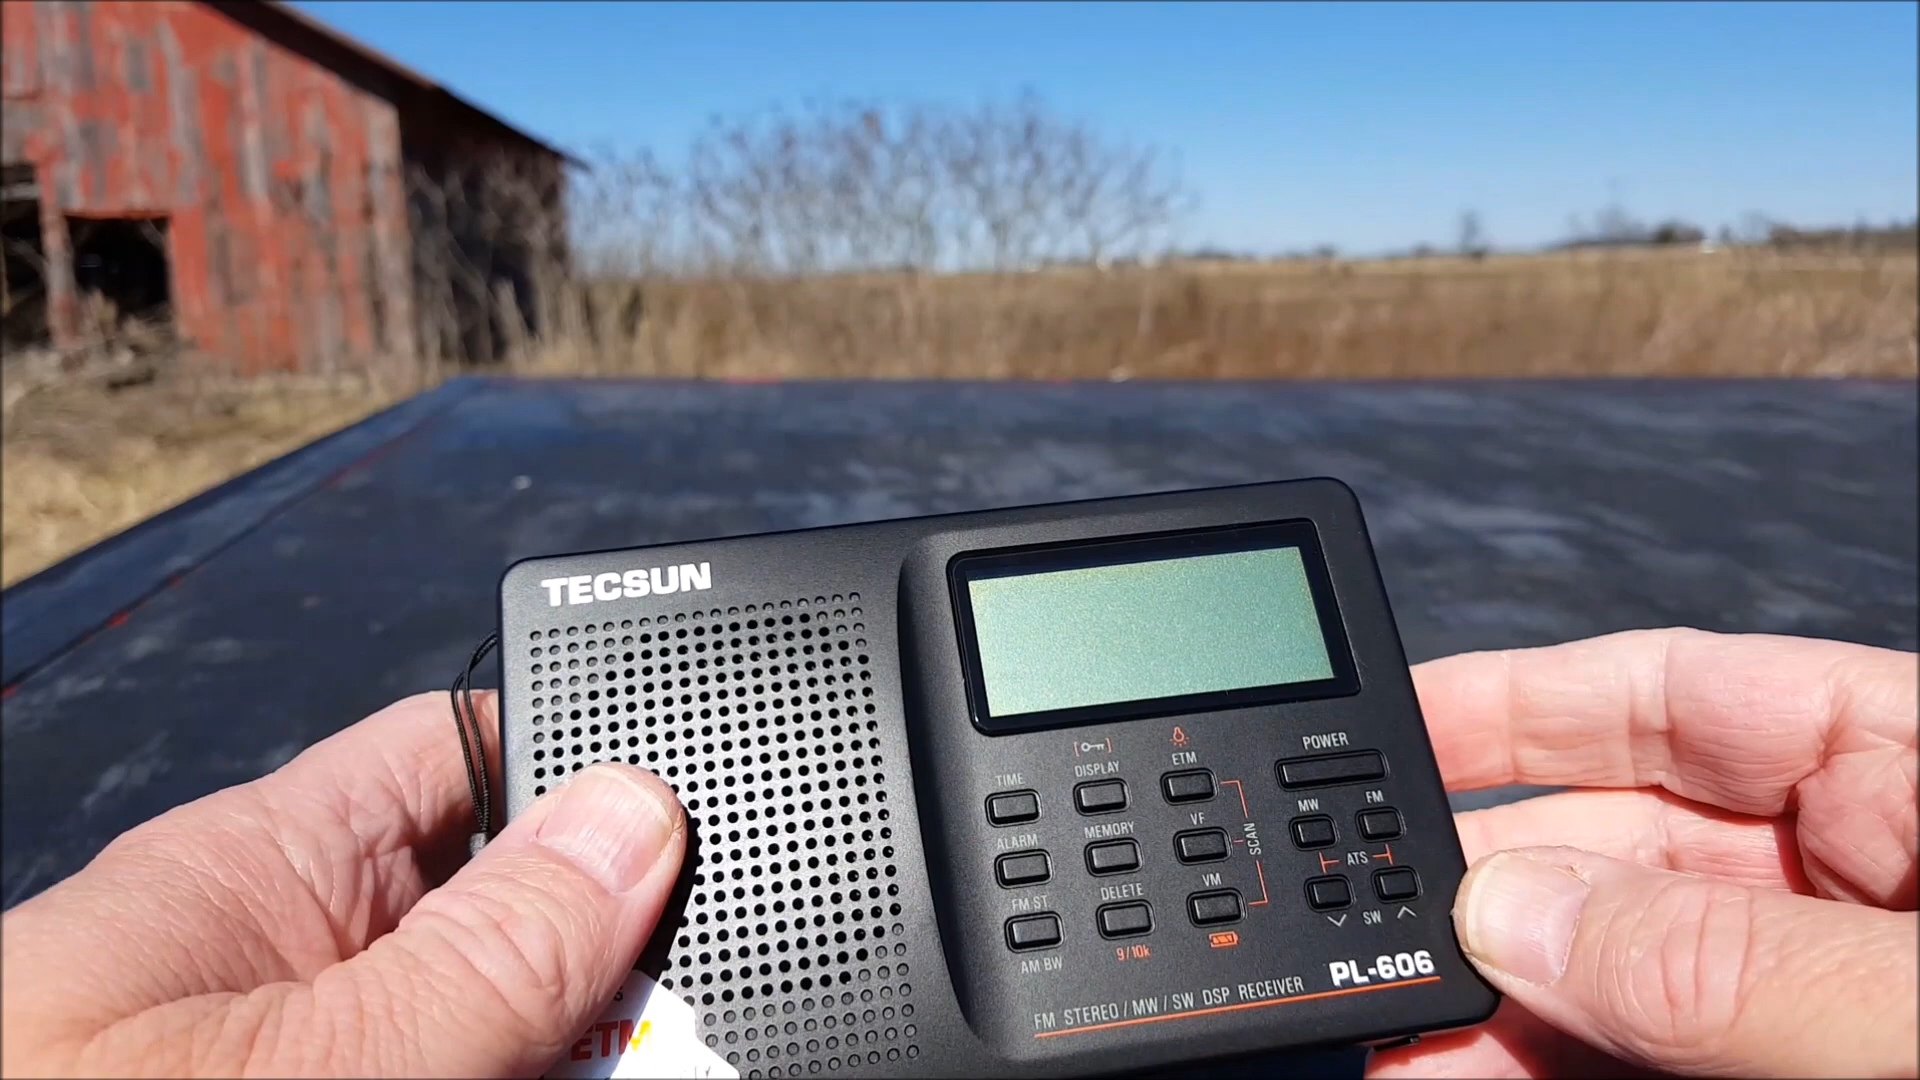 TECSUN
TIME
DISPLAY
ETM
POWER
ALARM
MEMORY
VF
SCAN
MW
FM
FM ST.
DELETE
VM
ATS
AM BW
9/10k
SW
PL-606
FM STEREO / MW / SW DSP RECEIVER
ETM